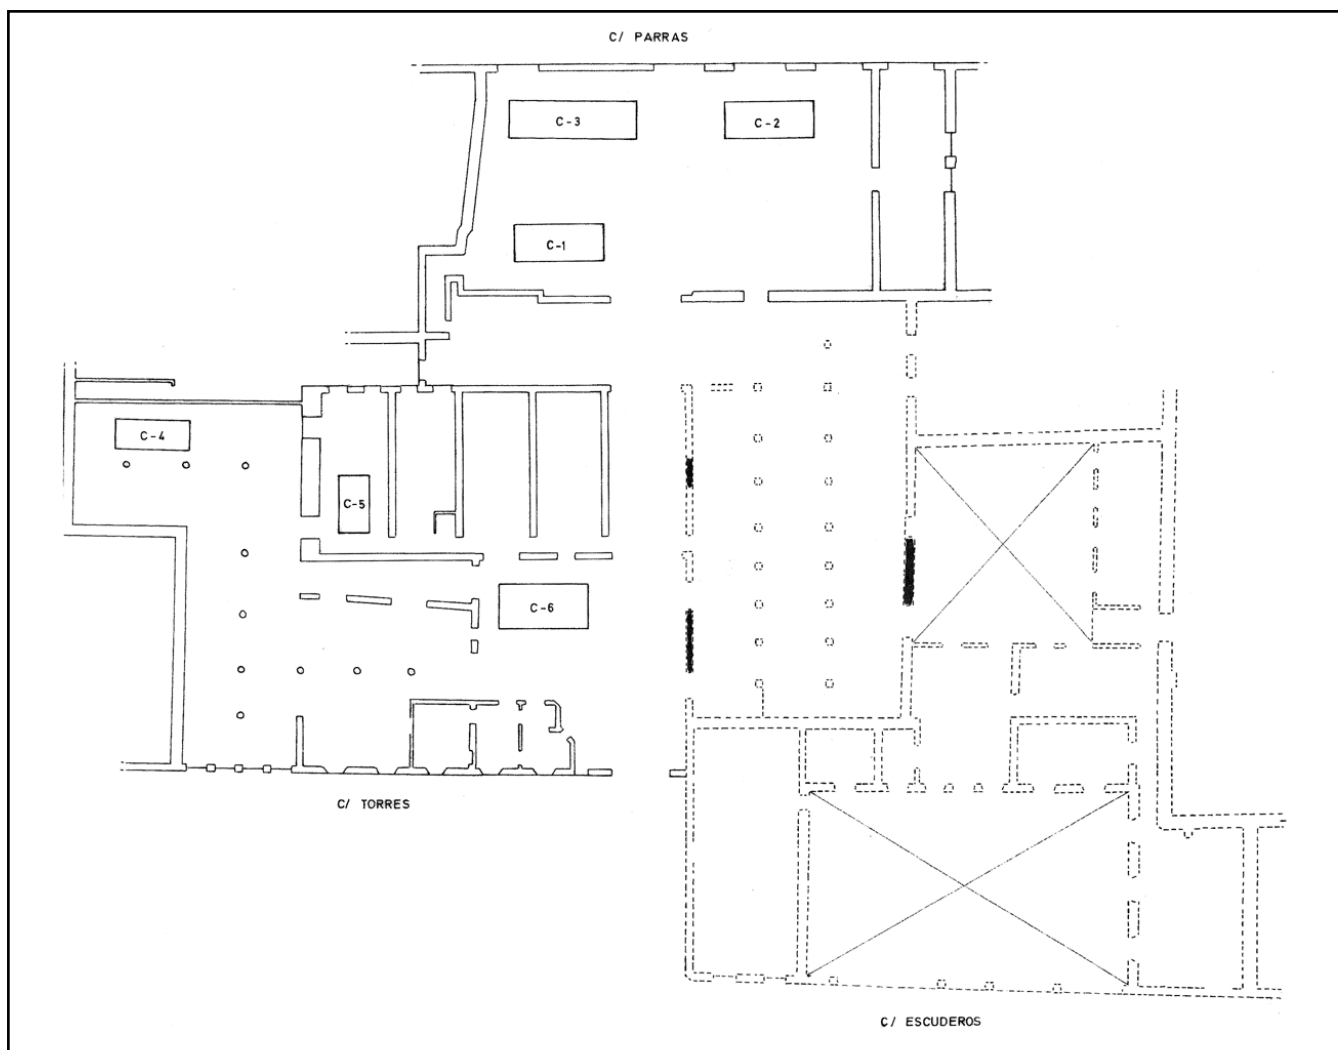 C/ PARRAS
C-3
C-2
C-1
C-4
C-5
C-6
C/ TORRES
C/ ESCUDEROS